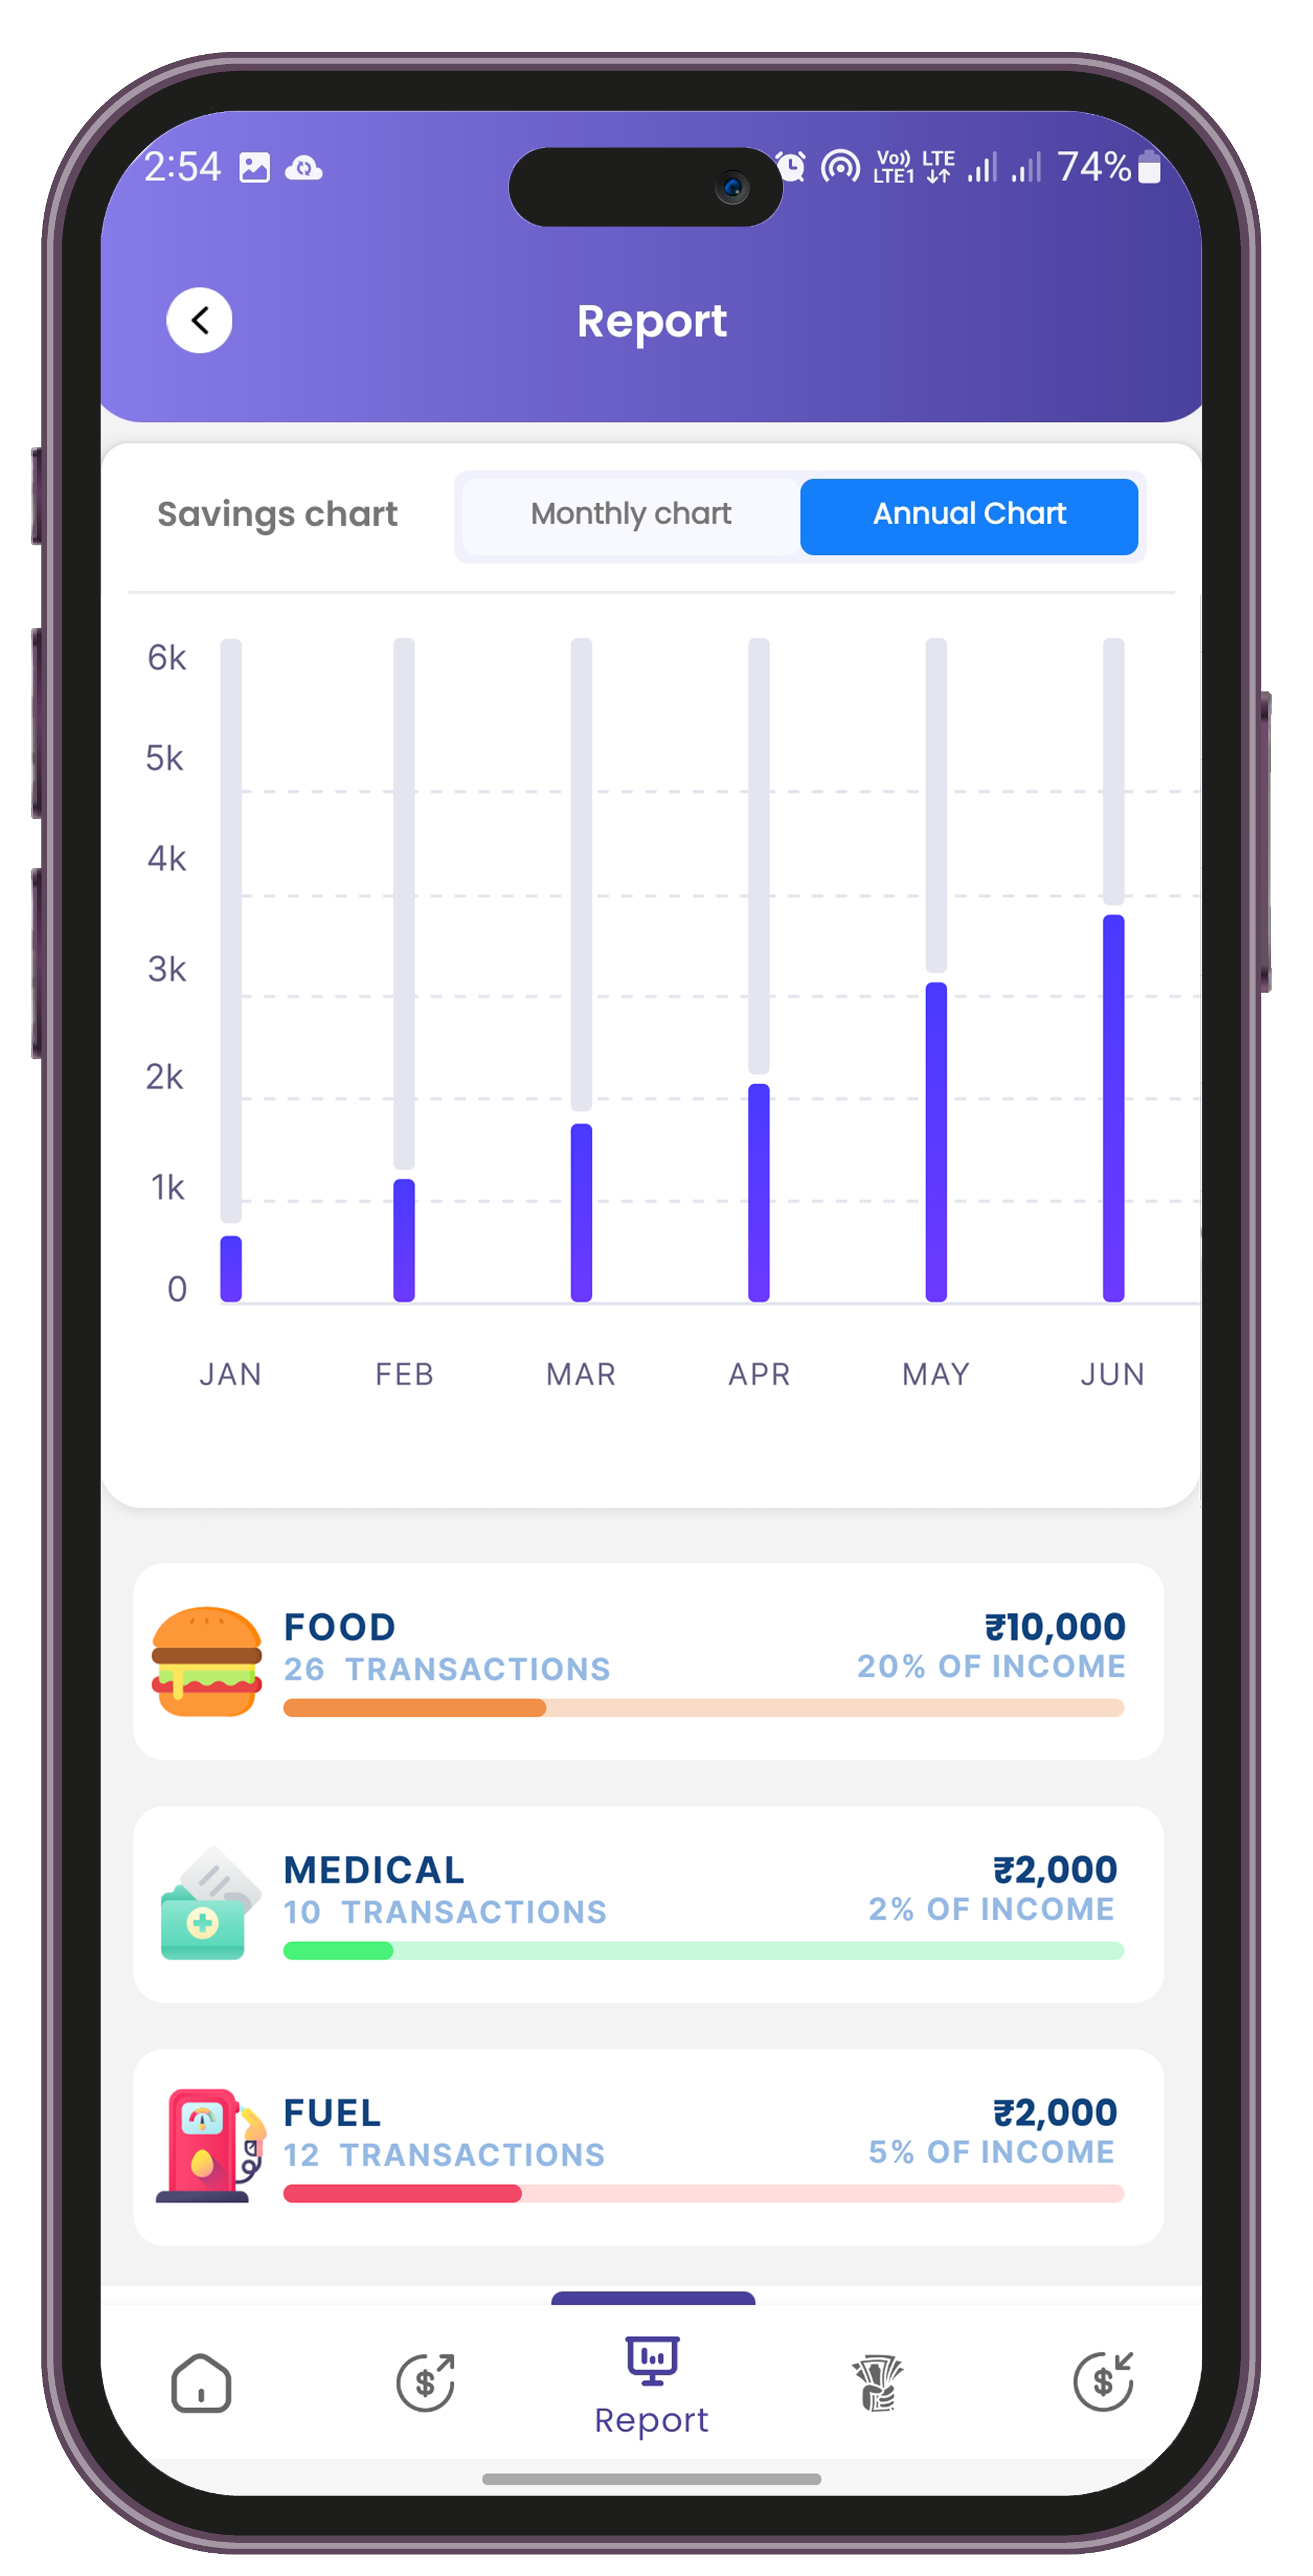 2:54 Vo)) LTE 74%
LTE1
Report
Savings chart Monthly chart Annual Chart
6k
5k
4k
3k
2k
1k
0
JAN FEB MAR APR MAY JUN
FOOD ₹10,000
26 TRANSACTIONS 20% OF INCOME
MEDICAL ₹2,000
10 TRANSACTIONS 2% OF INCOME
FUEL ₹2,000
12 TRANSACTIONS 5% OF INCOME
Report